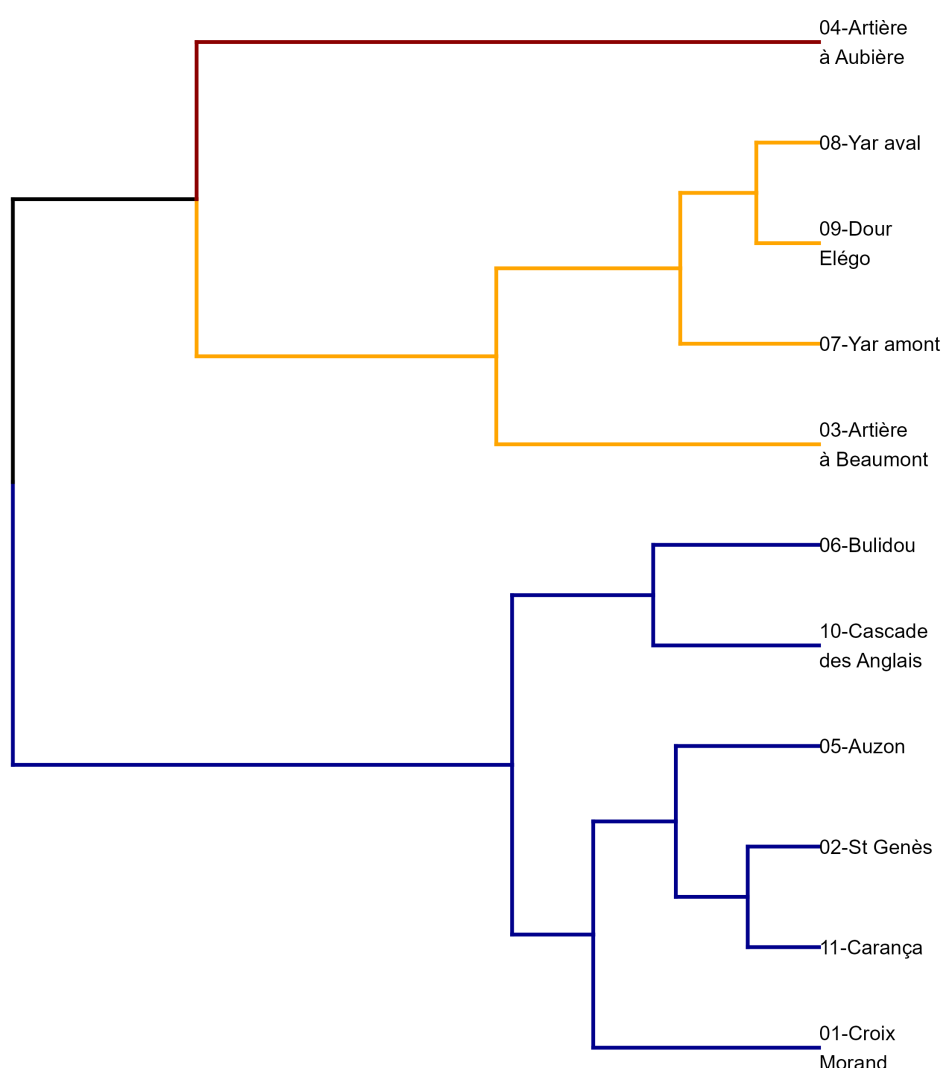 04-Artière
à Aubière
08-Yar aval
09-Dour
Elégo
07-Yar amont
03-Artière
à Beaumont
06-Bulidou
10-Cascade
des Anglais
05-Auzon
02-St Genès
11-Carança
01-Croix
Morand